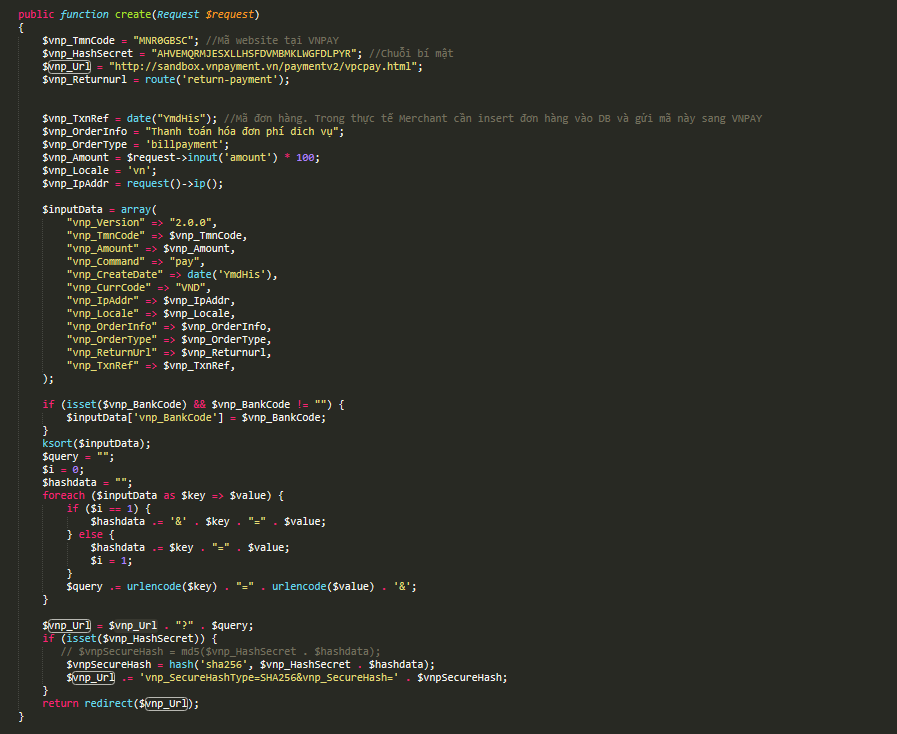 public function create(Request $request)
{
    $vnp_TmnCode = "MNR0GBSC"; //Mã website tại VNPAY
    $vnp_HashSecret = "AHVEMQRMJESXLLHSFDVMBMKLWGFDLPYR"; //Chuỗi bí mật
    $vnp_Url = "http://sandbox.vnpayment.vn/paymentv2/vpcpay.html";
    $vnp_Returnurl = route('return-payment');
    $vnp_TxnRef = date("YmdHis"); //Mã đơn hàng. Trong thực tế Merchant cần insert đơn hàng vào DB và gửi mã này sang VNPAY
    $vnp_OrderInfo = "Thanh toán hóa đơn phí dich vụ";
    $vnp_OrderType = 'billpayment';
    $vnp_Amount = $request->input('amount') * 100;
    $vnp_Locale = 'vn';
    $vnp_IpAddr = request()->ip();
    $inputData = array(
        "vnp_Version" => "2.0.0",
        "vnp_TmnCode" => $vnp_TmnCode,
        "vnp_Amount" => $vnp_Amount,
        "vnp_Command" => "pay",
        "vnp_CreateDate" => date('YmdHis'),
        "vnp_CurrCode" => "VND",
        "vnp_IpAddr" => $vnp_IpAddr,
        "vnp_Locale" => $vnp_Locale,
        "vnp_OrderInfo" => $vnp_OrderInfo,
        "vnp_OrderType" => $vnp_OrderType,
        "vnp_ReturnUrl" => $vnp_Returnurl,
        "vnp_TxnRef" => $vnp_TxnRef,
    );
    if (isset($vnp_BankCode) && $vnp_BankCode != "") {
        $inputData['vnp_BankCode'] = $vnp_BankCode;
    }
    ksort($inputData);
    $query = "";
    $i = 0;
    $hashdata = "";
    foreach ($inputData as $key => $value) {
        if ($i == 1) {
            $hashdata .= '&' . $key . "=" . $value;
        } else {
            $hashdata .= $key . "=" . $value;
            $i = 1;
        }
        $query .= urlencode($key) . "=" . urlencode($value) . '&';
    }
    $vnp_Url = $vnp_Url . "?" . $query;
    if (isset($vnp_HashSecret)) {
       // $vnpSecureHash = md5($vnp_HashSecret . $hashdata);
        $vnpSecureHash = hash('sha256', $vnp_HashSecret . $hashdata);
        $vnp_Url .= 'vnp_SecureHashType=SHA256&vnp_SecureHash=' . $vnpSecureHash;
    }
    return redirect($vnp_Url);
}